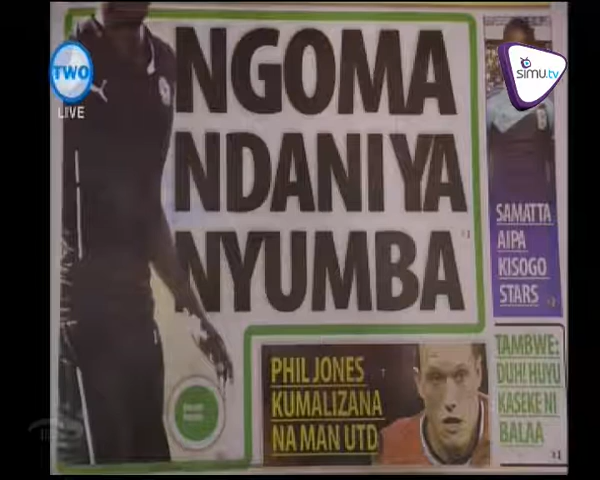 TWO
LIVE
simu.tv
NGOMA
NDANI YA
NYUMBA
SAMATTA
AIPA
KISOGO
STARS
PHIL JONES
KUMALIZANA
NA MAN UTD
TAMBWE:
DUH! HUYU
KASEKE NI
BALAA